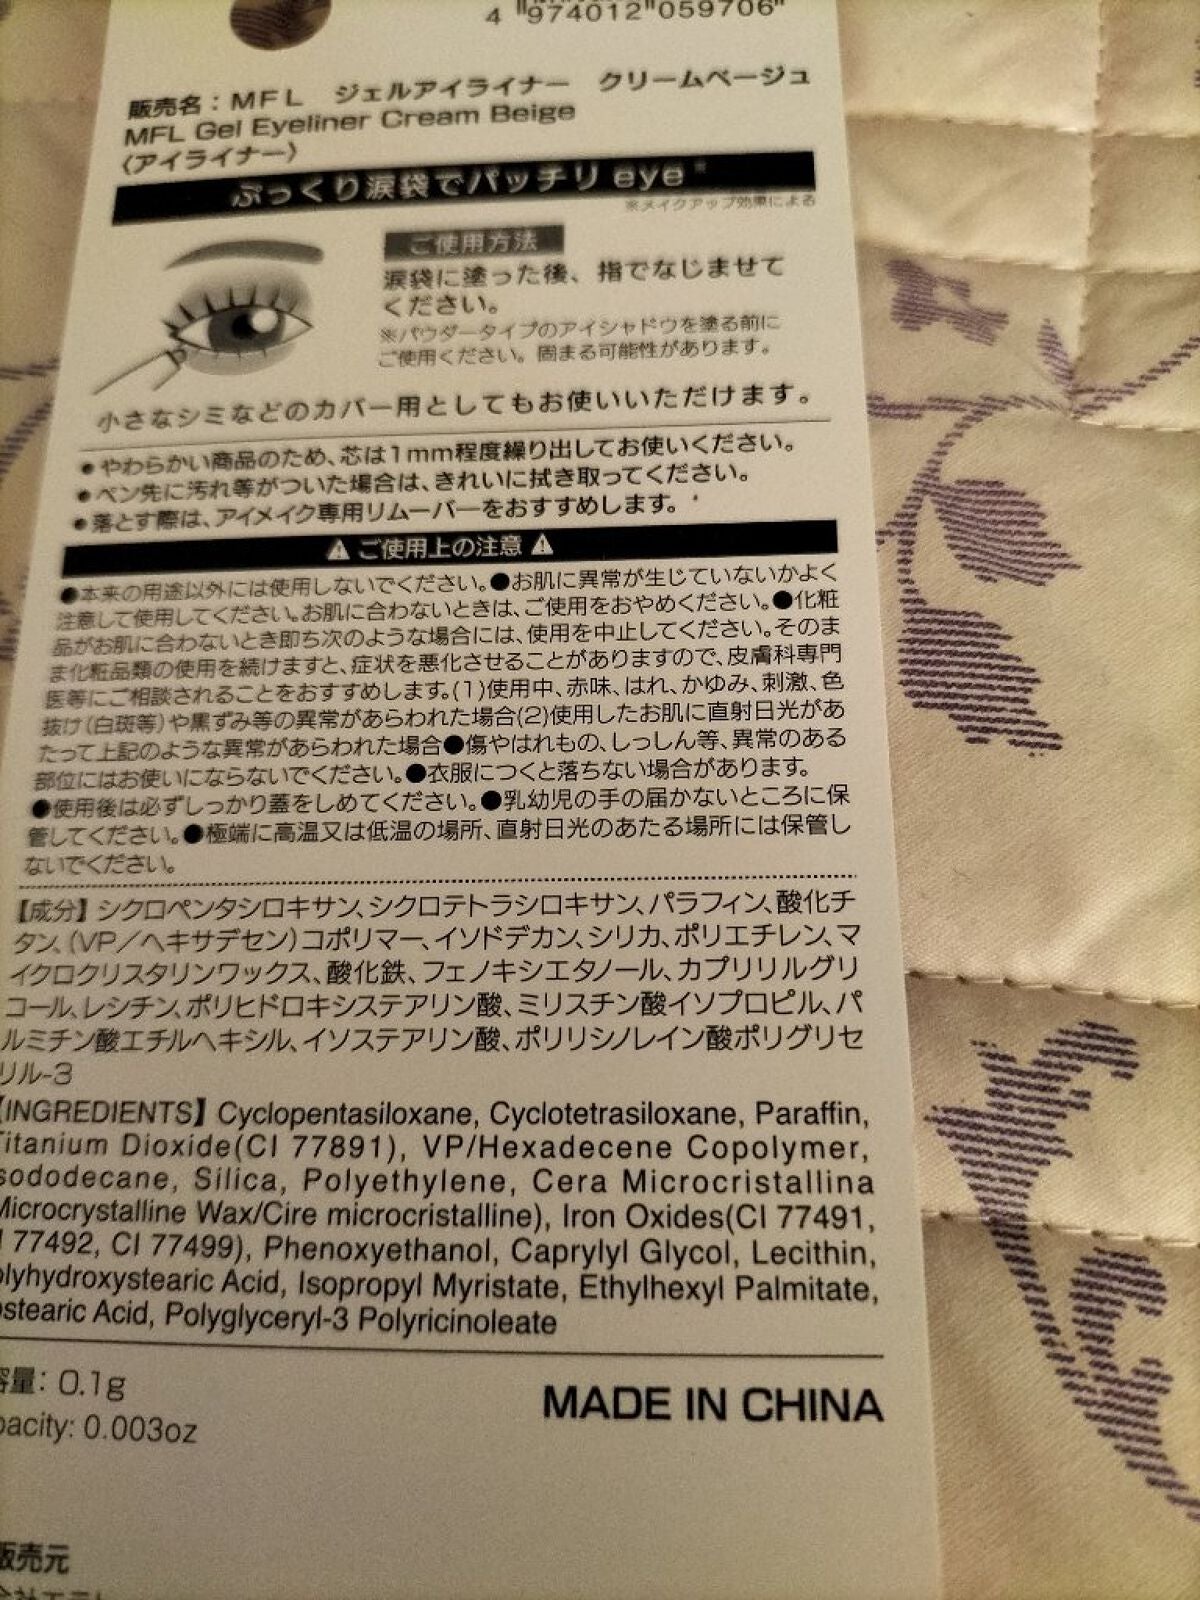 4 974012 059706
販売名：MFL ジェルアイライナー クリームベージュ
MFL Gel Eyeliner Cream Beige
〈アイライナー〉
ぷっくり涙袋でパッチリeye※
※メイクアップ効果による
ご使用方法
涙袋に塗った後、指でなじませて
ください。
※パウダータイプのアイシャドウを塗る前に
ご使用ください。固まる可能性があります。
小さなシミなどのカバー用としてもお使いいただけます。
●やわらかい商品のため、芯は1mm程度繰り出してお使いください。
●ペン先に汚れ等がついた場合は、きれいに拭き取ってください。
●落とす際は、アイメイク専用リムーバーをおすすめします。
⚠ご使用上の注意⚠
●本来の用途以外には使用しないでください。●お肌に異常が生じていないかよく
注意して使用してください。お肌に合わないときは、ご使用をおやめください。●化粧
品がお肌に合わないとき即ち次のような場合には、使用を中止してください。そのま
ま化粧品類の使用を続けますと、症状を悪化させることがありますので、皮膚科専門
医等にご相談されることをおすすめします。(1)使用中、赤味、はれ、かゆみ、刺激、色
抜け(白斑等)や黒ずみ等の異常があらわれた場合(2)使用したお肌に直射日光があ
たって上記のような異常があらわれた場合●傷やはれもの、しっしん等、異常のある
部位にはお使いにならないでください。●衣服につくと落ちない場合があります。
●使用後は必ずしっかり蓋をしめてください。●乳幼児の手の届かないところに保
管してください。●極端に高温又は低温の場所、直射日光のあたる場所には保管し
ないでください。
【成分】シクロペンタシロキサン、シクロテトラシロキサン、パラフィン、酸化チ
タン、(VP／ヘキサデセン)コポリマー、イソドデカン、シリカ、ポリエチレン、マ
イクロクリスタリンワックス、酸化鉄、フェノキシエタノール、カプリリルグリ
コール、レシチン、ポリヒドロキシステアリン酸、ミリスチン酸イソプロピル、パ
ルミチン酸エチルヘキシル、イソステアリン酸、ポリリシノレイン酸ポリグリセ
リル-3
【INGREDIENTS】Cyclopentasiloxane, Cyclotetrasiloxane, Paraffin,
Titanium Dioxide(CI 77891), VP/Hexadecene Copolymer,
sododecane, Silica, Polyethylene, Cera Microcristallina
Microcrystalline Wax/Cire microcristalline), Iron Oxides(CI 77491,
77492, CI 77499), Phenoxyethanol, Caprylyl Glycol, Lecithin,
olyhydroxystearic Acid, Isopropyl Myristate, Ethylhexyl Palmitate,
ostearic Acid, Polyglyceryl-3 Polyricinoleate
容量: 0.1g
pacity: 0.003oz
MADE IN CHINA
販売元